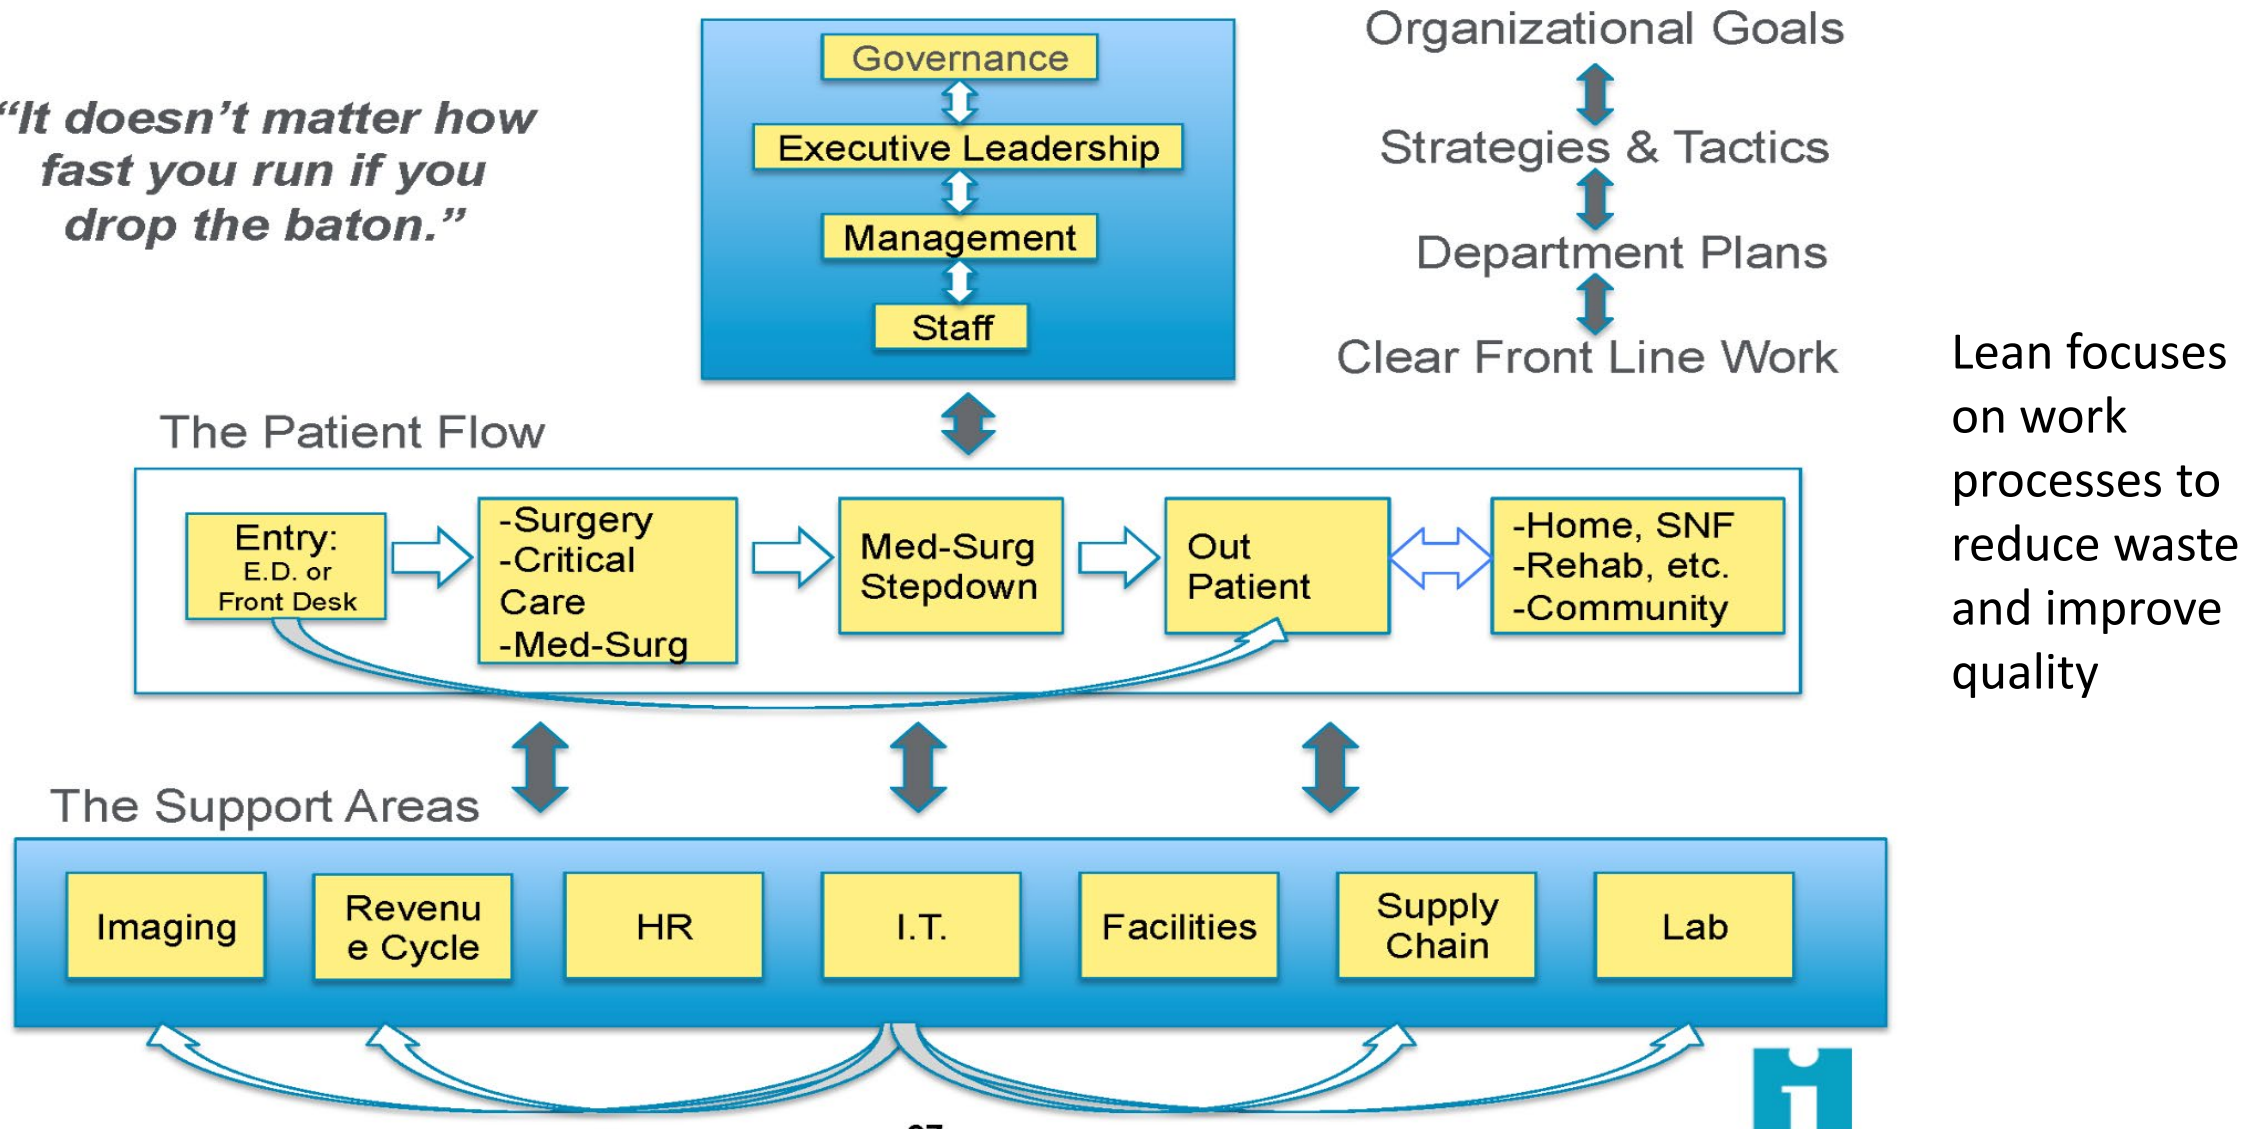 “It doesn’t matter how
fast you run if you
drop the baton.”
Governance
Executive Leadership
Management
Staff
Organizational Goals
Strategies & Tactics
Department Plans
Clear Front Line Work
Lean focuses
on work
processes to
reduce waste
and improve
quality
The Patient Flow
Entry:
E.D. or
Front Desk
-Surgery
-Critical
Care
-Med-Surg
Med-Surg
Stepdown
Out
Patient
-Home, SNF
-Rehab, etc.
-Community
The Support Areas
Imaging
Revenu
e Cycle
HR
I.T.
Facilities
Supply
Chain
Lab